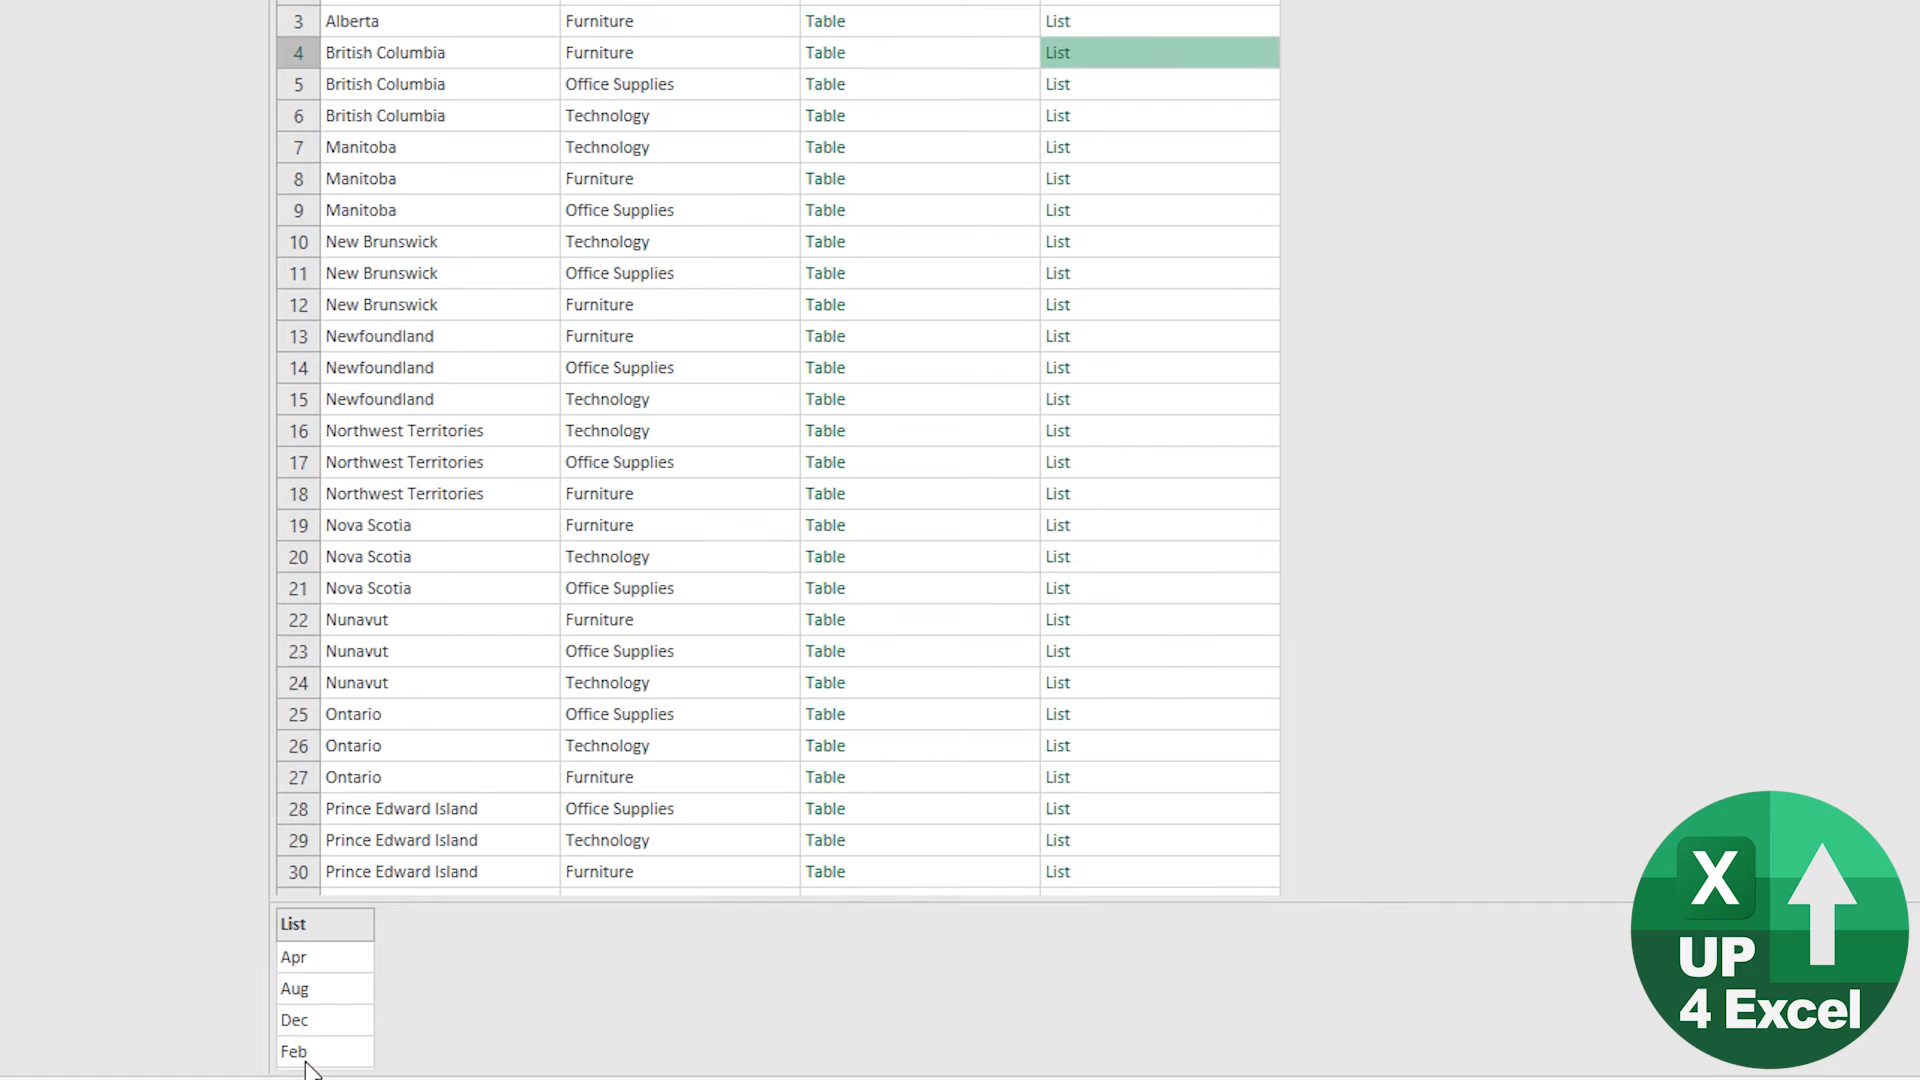 3 Alberta Furniture Table List
4 British Columbia Furniture Table List
5 British Columbia Office Supplies Table List
6 British Columbia Technology Table List
7 Manitoba Technology Table List
8 Manitoba Furniture Table List
9 Manitoba Office Supplies Table List
10 New Brunswick Technology Table List
11 New Brunswick Office Supplies Table List
12 New Brunswick Furniture Table List
13 Newfoundland Furniture Table List
14 Newfoundland Office Supplies Table List
15 Newfoundland Technology Table List
16 Northwest Territories Technology Table List
17 Northwest Territories Office Supplies Table List
18 Northwest Territories Furniture Table List
19 Nova Scotia Furniture Table List
20 Nova Scotia Technology Table List
21 Nova Scotia Office Supplies Table List
22 Nunavut Furniture Table List
23 Nunavut Office Supplies Table List
24 Nunavut Technology Table List
25 Ontario Office Supplies Table List
26 Ontario Technology Table List
27 Ontario Furniture Table List
28 Prince Edward Island Office Supplies Table List
29 Prince Edward Island Technology Table List
30 Prince Edward Island Furniture Table List
List
Apr
Aug
Dec
Feb
X
UP
4 Excel